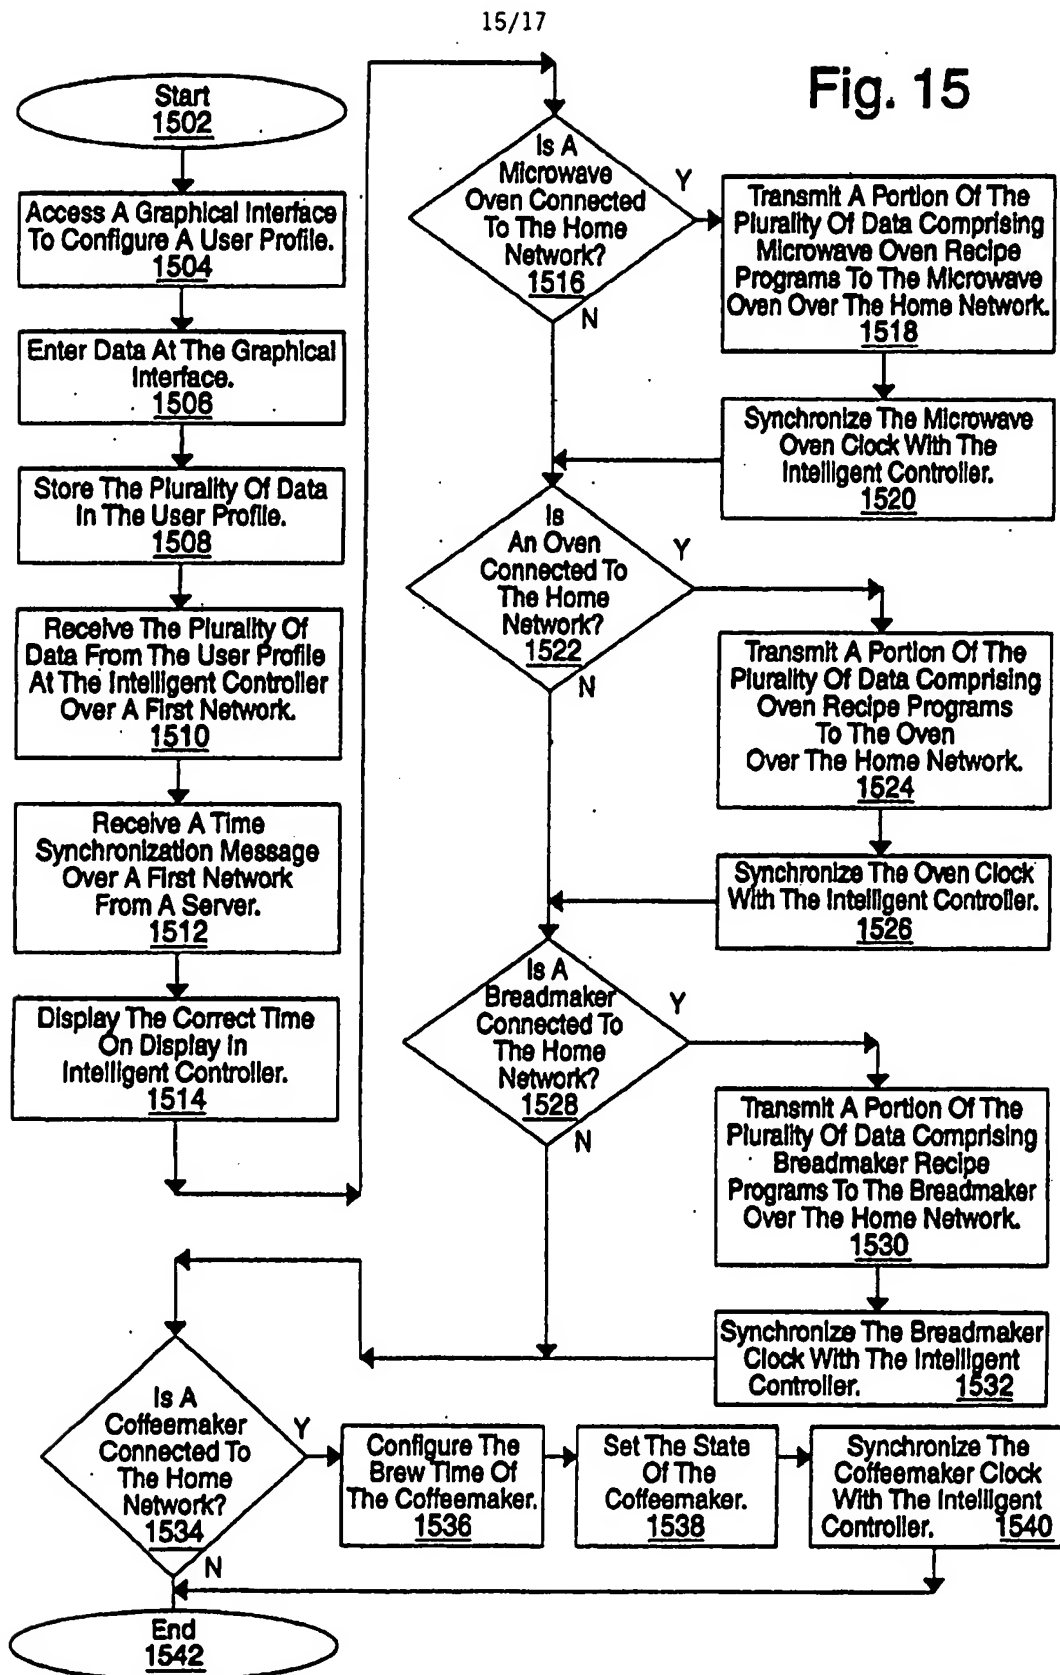 15/17
Fig. 15
Start
1502
Access A Graphical Interface
To Configure A User Profile.
1504
Enter Data At The Graphical
Interface.
1506
Store The Plurality Of Data
In The User Profile.
1508
Receive The Plurality Of
Data From The User Profile
At The Intelligent Controller
Over A First Network.
1510
Receive A Time
Synchronization Message
Over A First Network
From A Server.
1512
Display The Correct Time
On Display In
Intelligent Controller.
1514
Is A
Microwave
Oven Connected
To The Home
Network?
1516
Y
N
Transmit A Portion Of The
Plurality Of Data Comprising
Microwave Oven Recipe
Programs To The Microwave
Oven Over The Home Network.
1518
Synchronize The Microwave
Oven Clock With The
Intelligent Controller.
1520
Is
An Oven
Connected To
The Home
Network?
1522
Y
N
Transmit A Portion Of The
Plurality Of Data Comprising
Oven Recipe Programs
To The Oven
Over The Home Network.
1524
Synchronize The Oven Clock
With The Intelligent Controller.
1526
Is A
Breadmaker
Connected To
The Home
Network?
1528
Y
N
Transmit A Portion Of The
Plurality Of Data Comprising
Breadmaker Recipe
Programs To The Breadmaker
Over The Home Network.
1530
Synchronize The Breadmaker
Clock With The Intelligent
Controller. 1532
Is A
Coffeemaker
Connected To
The Home
Network?
1534
Y
N
Configure The
Brew Time Of
The Coffeemaker.
1536
Set The State
Of The
Coffeemaker.
1538
Synchronize The
Coffeemaker Clock
With The Intelligent
Controller. 1540
End
1542